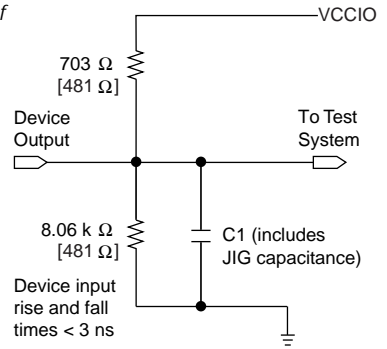 f
VCCIO
703 Ω
[481 Ω]
Device
Output
To Test
System
8.06 k Ω
[481 Ω]
C1 (includes
JIG capacitance)
Device input
rise and fall
times < 3 ns